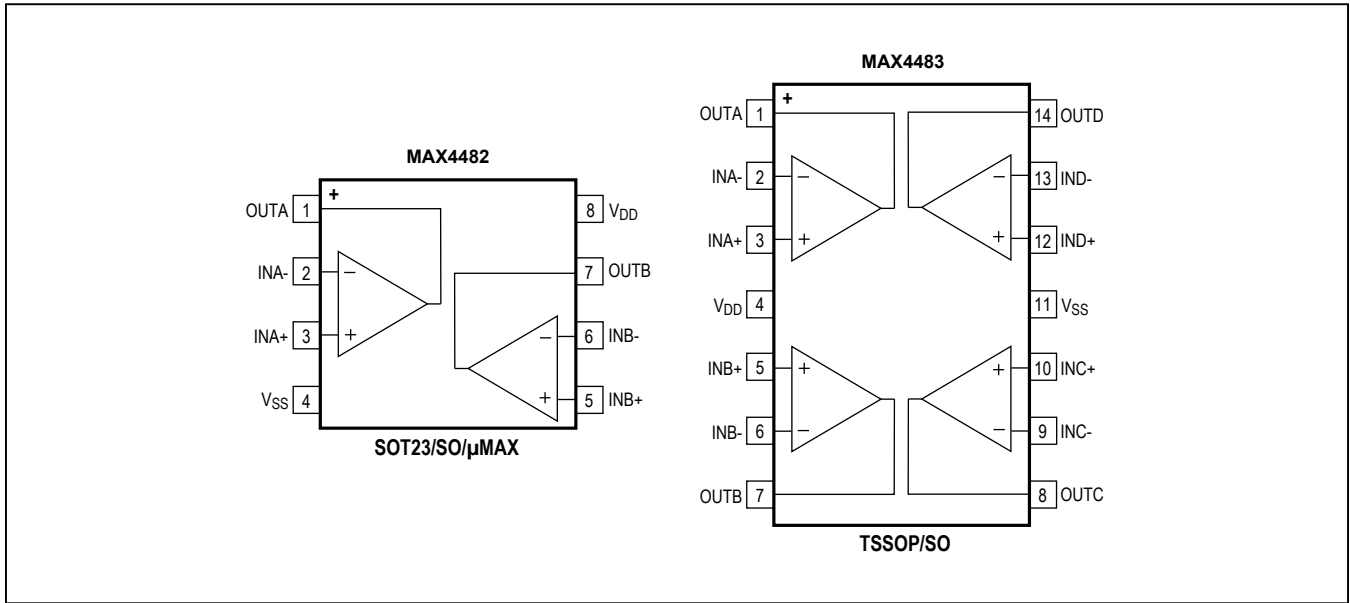 MAX4482
+
OUTA 1
8 VDD
INA- 2
−
7 OUTB
INA+ 3
+
−
6 INB-
VSS 4
+
5 INB+
SOT23/SO/µMAX
MAX4483
+
OUTA 1
14 OUTD
INA- 2
−
−
13 IND-
INA+ 3
+
+
12 IND+
VDD 4
11 VSS
INB+ 5
+
+
10 INC+
INB- 6
−
−
9 INC-
OUTB 7
8 OUTC
TSSOP/SO